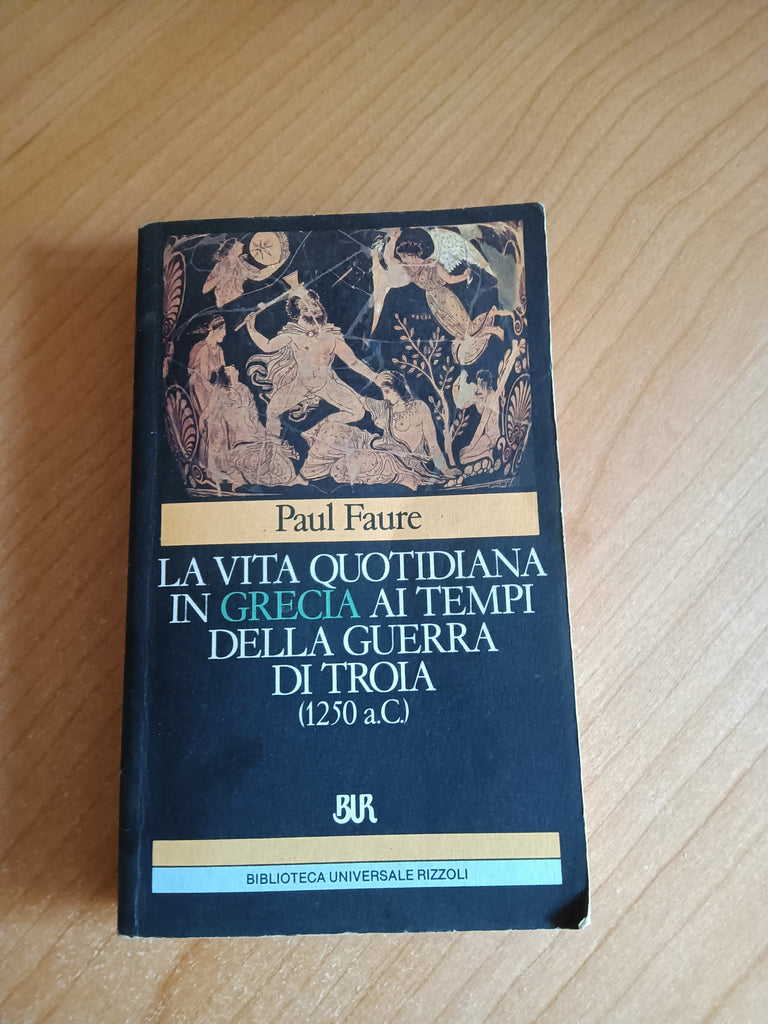 Paul Faure
LA VITA QUOTIDIANA
IN GRECIA AI TEMPI
DELLA GUERRA
DI TROIA
(1250 a.C.)
BUR
BIBLIOTECA UNIVERSALE RIZZOLI